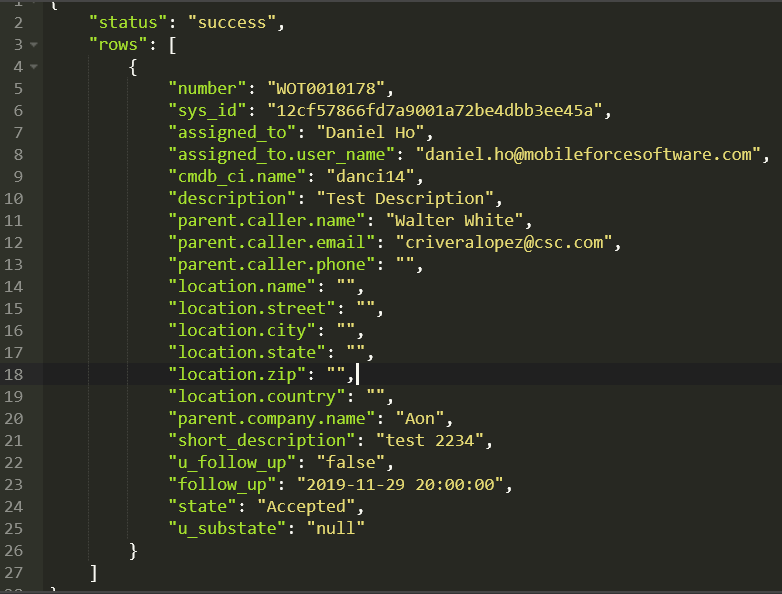 1 {
2 "status": "success",
3 "rows": [
4 {
5 "number": "WOT0010178",
6 "sys_id": "12cf57866fd7a9001a72be4dbb3ee45a",
7 "assigned_to": "Daniel Ho",
8 "assigned_to.user_name": "daniel.ho@mobileforcesoftware.com",
9 "cmdb_ci.name": "danci14",
10 "description": "Test Description",
11 "parent.caller.name": "Walter White",
12 "parent.caller.email": "criveralopez@csc.com",
13 "parent.caller.phone": "",
14 "location.name": "",
15 "location.street": "",
16 "location.city": "",
17 "location.state": "",
18 "location.zip": "",
19 "location.country": "",
20 "parent.company.name": "Aon",
21 "short_description": "test 2234",
22 "u_follow_up": "false",
23 "follow_up": "2019-11-29 20:00:00",
24 "state": "Accepted",
25 "u_substate": "null"
26 }
27 ]
28 }